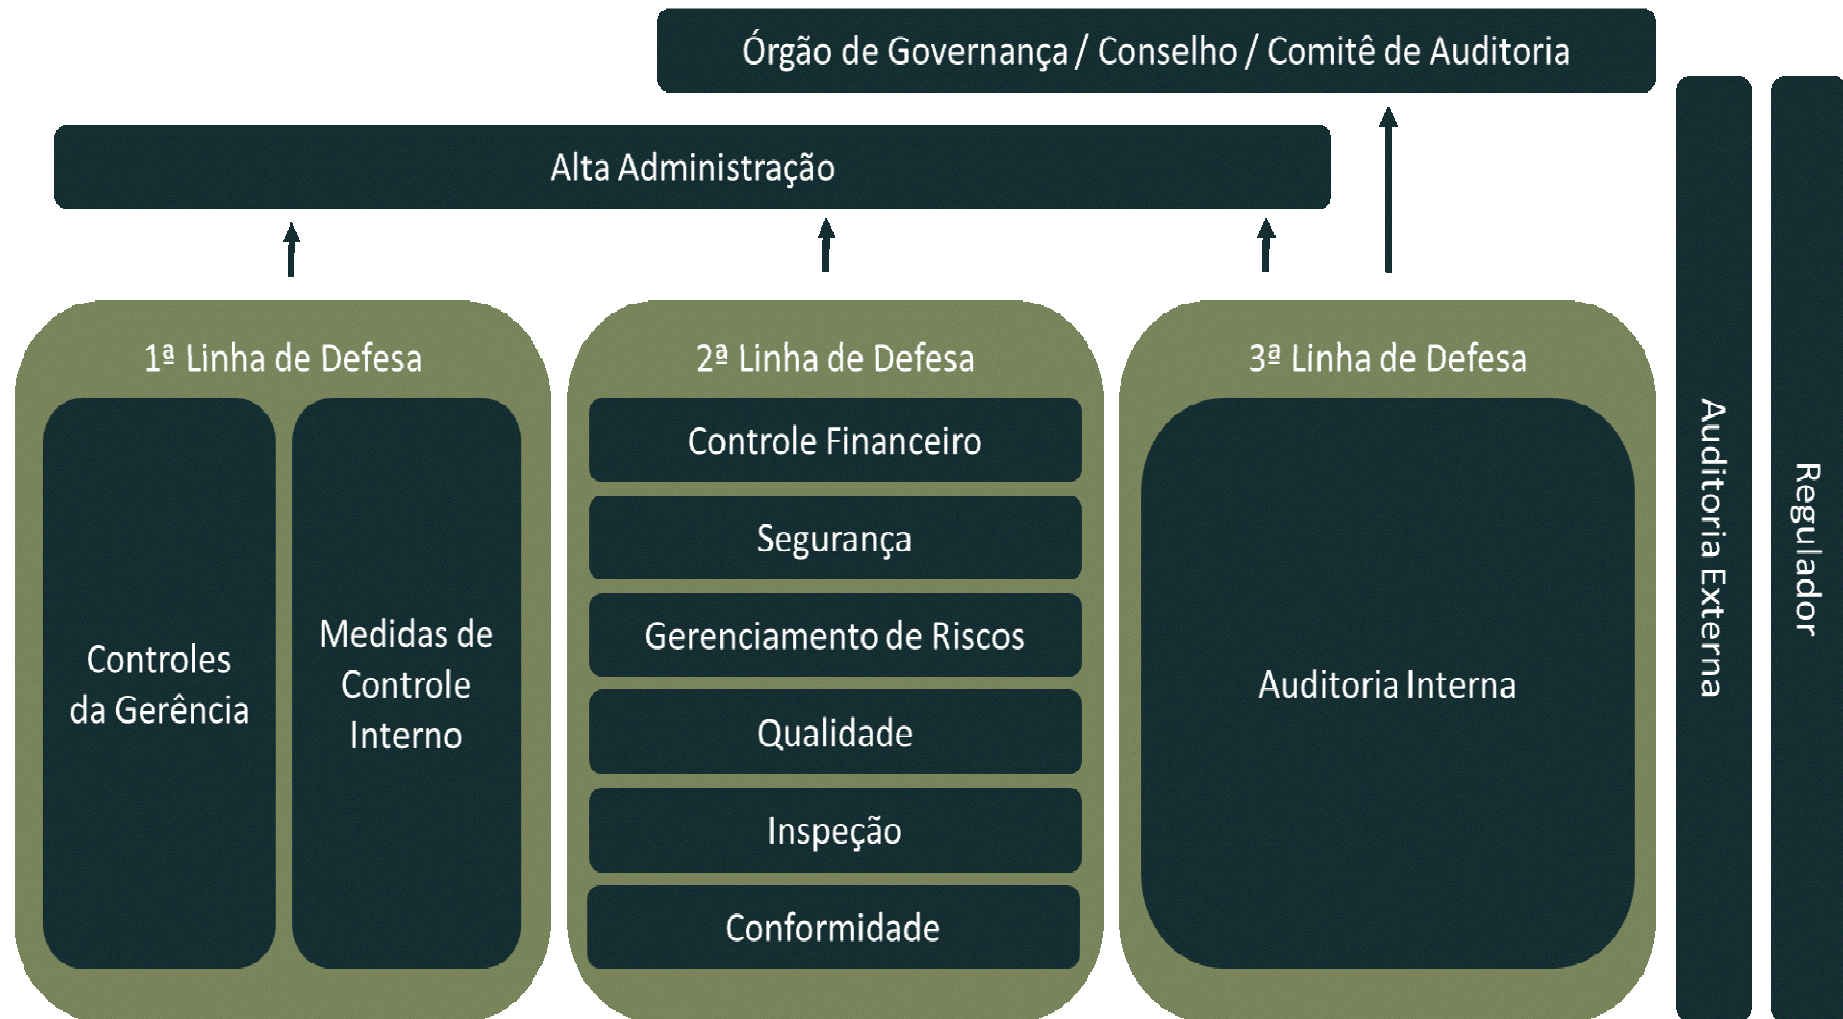 Órgão de Governança / Conselho / Comitê de Auditoria
Alta Administração
1ª Linha de Defesa
Controles
da Gerência
Medidas de
Controle
Interno
2ª Linha de Defesa
Controle Financeiro
Segurança
Gerenciamento de Riscos
Qualidade
Inspeção
Conformidade
3ª Linha de Defesa
Auditoria Interna
Auditoria Externa
Regulador